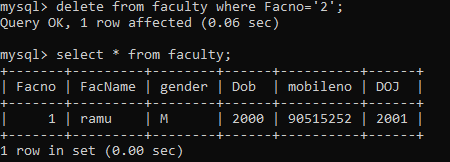 mysql> delete from faculty where Facno='2';
Query OK, 1 row affected (0.06 sec)
mysql> select * from faculty;
+-------+---------+--------+------+----------+------+
| Facno | FacName | gender | Dob  | mobileno | DOJ  |
+-------+---------+--------+------+----------+------+
|     1 | ramu    | M      | 2000 | 90515252 | 2001 |
+-------+---------+--------+------+----------+------+
1 row in set (0.00 sec)